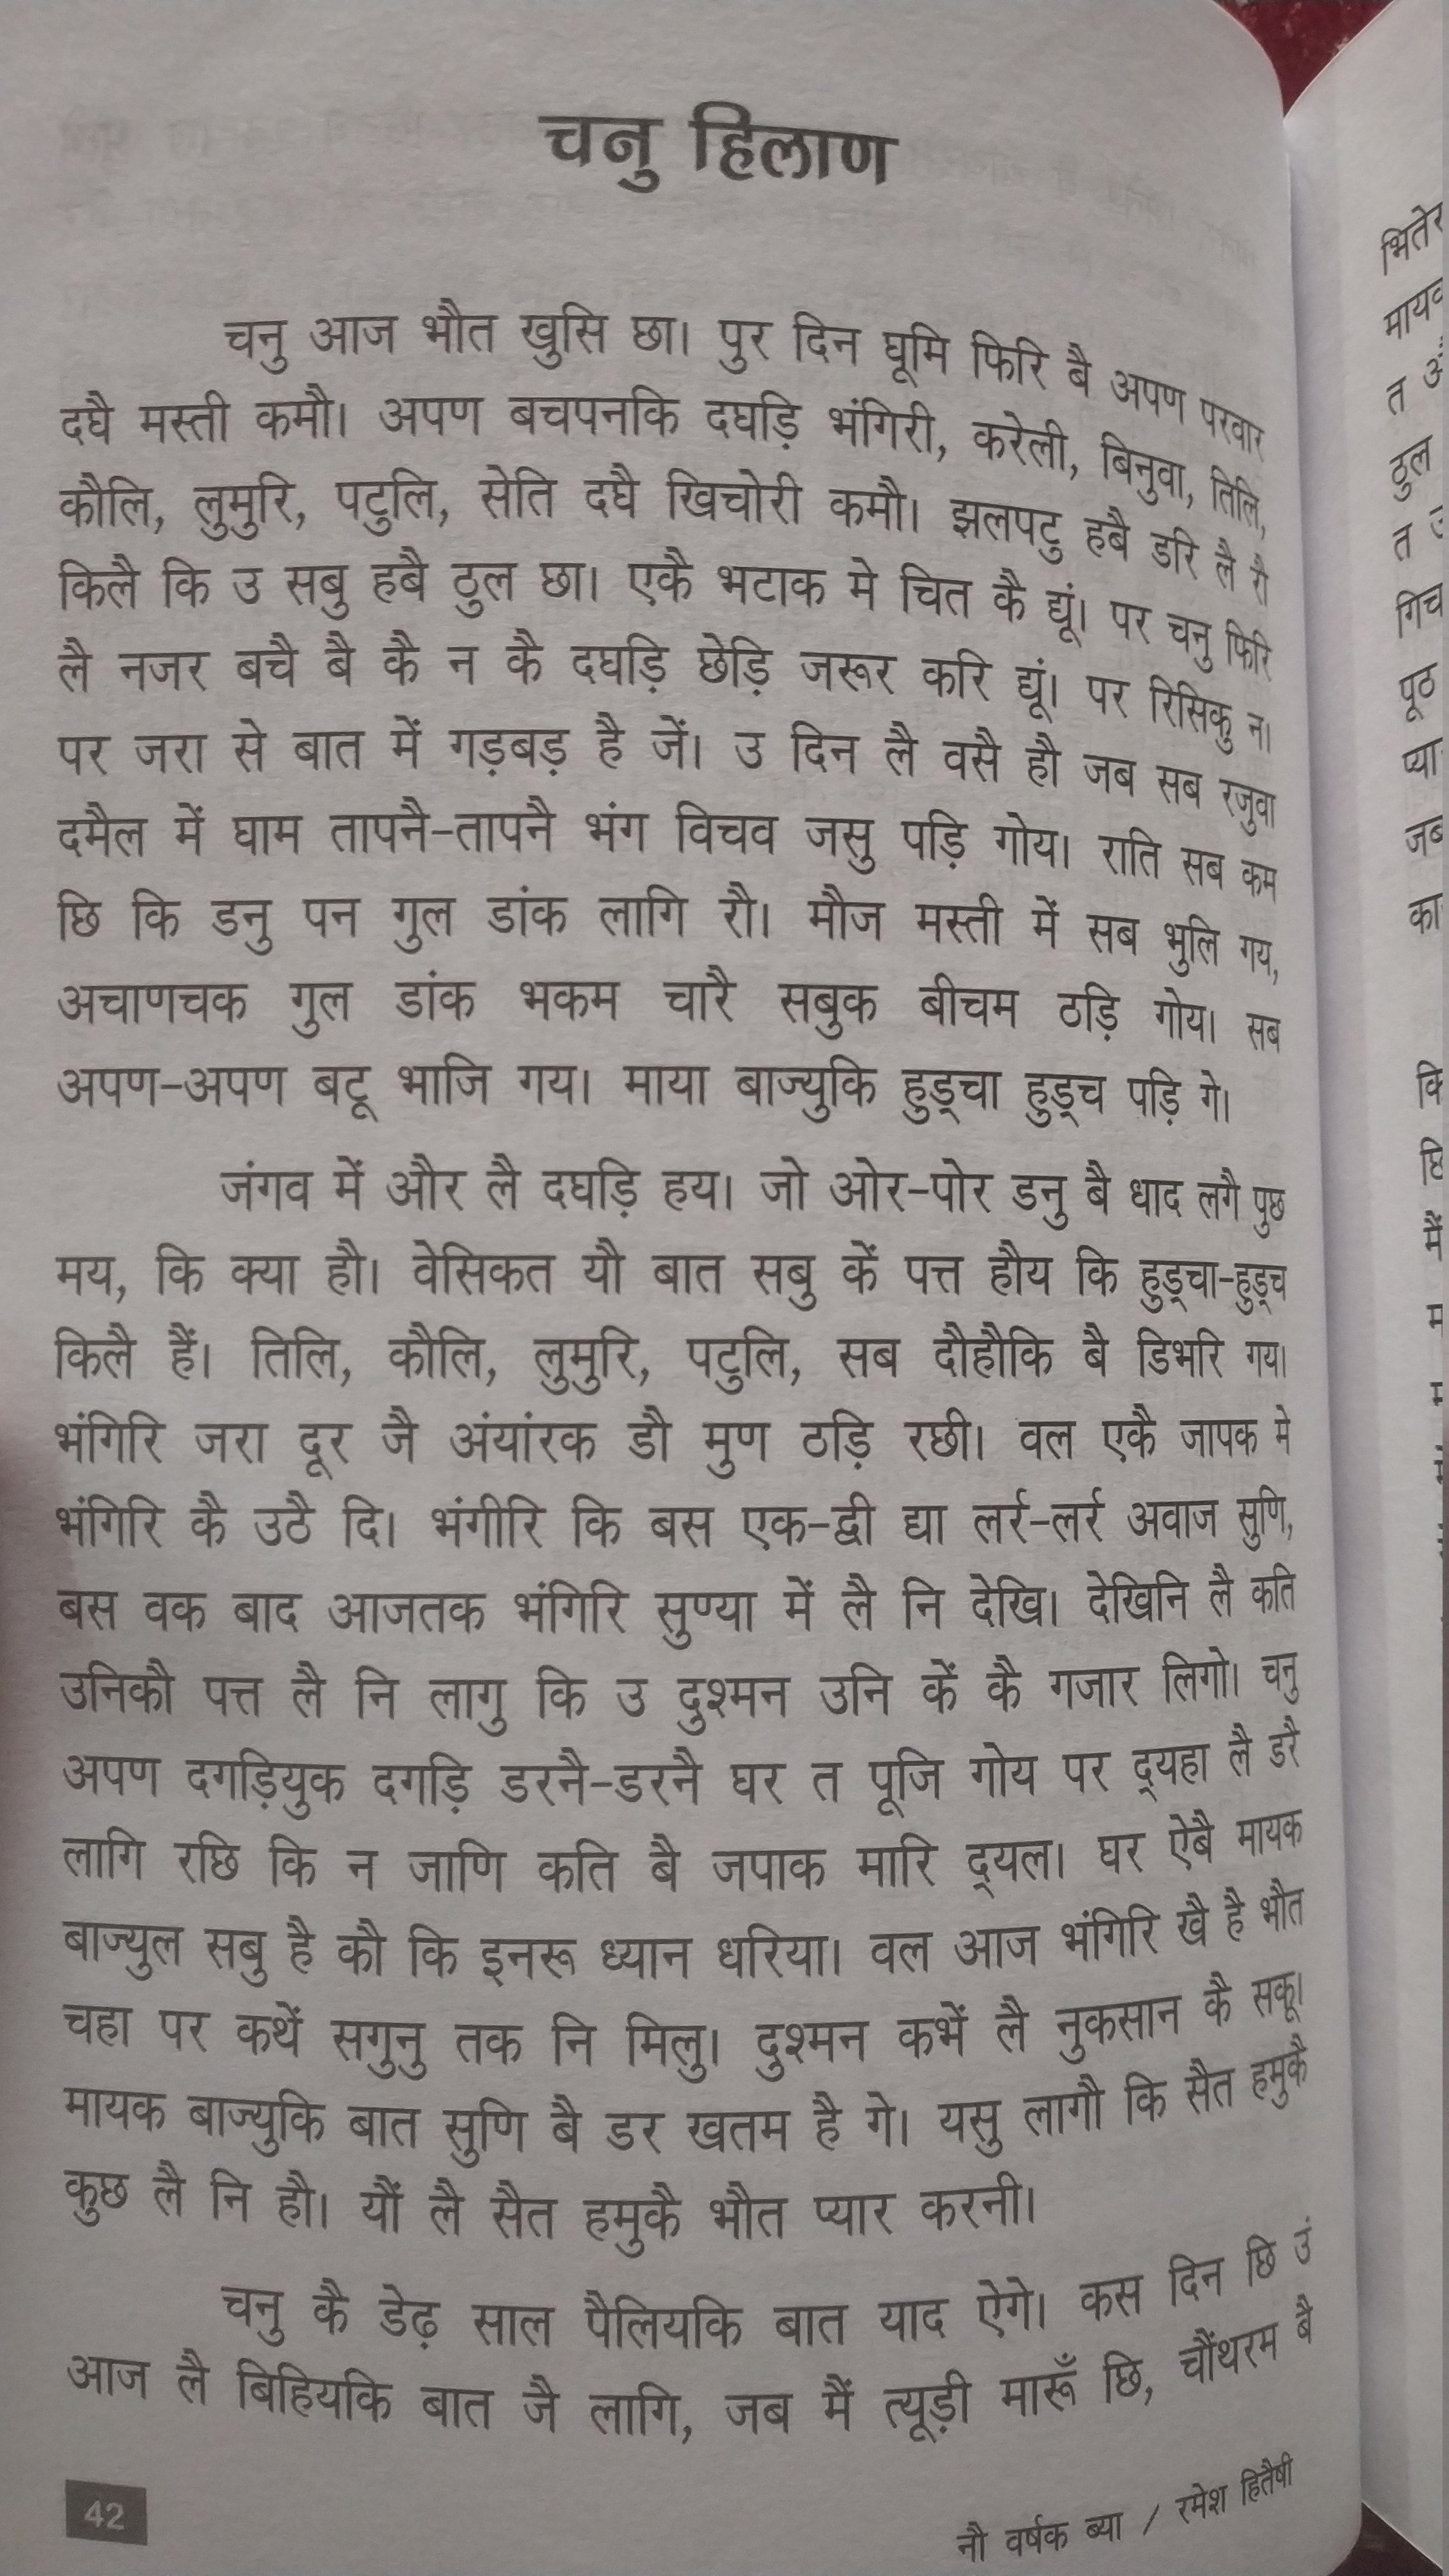 चनु हिलाण
चनु आज भौत खुसि छा। पुर दिन घूमि फिरि बै अपण परवार
दघै मस्ती कमौ। अपण बचपनकि दघड़ि भंगिरी, करेली, बिनुवा, तिलि,
कौलि, लुमुरि, पटुलि, सेति दघै खिचोरी कमौ। झलपटु हबै डरि लै रौ
किलै कि उ सबु हबै ठुल छा। एकै भटाक मे चित कै द्यूं। पर चनु फिरि
लै नजर बचै बै कै न कै दघड़ि छेड़ि जरूर करि द्यूं। पर रिसिकु न।
पर जरा से बात में गड़बड़ है जें। उ दिन लै वसै हौ जब सब रजुवा
दमैल में घाम तापनै-तापनै भंग विचव जसु पड़ि गोय। राति सब कम
छि कि डनु पन गुल डांक लागि रौ। मौज मस्ती में सब भुलि गय,
अचाणचक गुल डांक भकम चारै सबुक बीचम ठड़ि गोय। सब
अपण-अपण बटू भाजि गय। माया बाज्युकि हुड़्चा हुड़्च पड़ि गे।
जंगव में और लै दघड़ि हय। जो ओर-पोर डनु बै धाद लगै पुछ
मय, कि क्या हौ। वेसिकत यौ बात सबु कें पत्त हौय कि हुड़्चा-हुड़्च
किलै हैं। तिलि, कौलि, लुमुरि, पटुलि, सब दौहौकि बै डिभरि गय।
भंगिरि जरा दूर जै अंयांरक डौ मुण ठड़ि रछी। वल एकै जापक मे
भंगिरि कै उठै दि। भंगीरि कि बस एक-द्वी द्या लर्र-लर्र अवाज सुणि,
बस वक बाद आजतक भंगिरि सुण्या में लै नि देखि। देखिनि लै कति
उनिकौ पत्त लै नि लागु कि उ दुश्मन उनि कें कै गजार लिगो। चनु
अपण दगड़ियुक दगड़ि डरनै-डरनै घर त पूजि गोय पर द्यहा लै डरै
लागि रछि कि न जाणि कति बै जपाक मारि द्यल। घर ऐबै मायक
बाज्युल सबु है कौ कि इनरू ध्यान धरिया। वल आज भंगिरि खै है भौत
चहा पर कथें सगुनु तक नि मिलु। दुश्मन कभें लै नुकसान कै सकू।
मायक बाज्युकि बात सुणि बै डर खतम है गे। यसु लागौ कि सैत हमुकै
कुछ लै नि हौ। यौं लै सैत हमुकै भौत प्यार करनी।
चनु कै डेढ़ साल पैलियकि बात याद ऐगे। कस दिन छि उं
आज लै बिहियकि बात जै लागि, जब मैं त्यूड़ी मारूँ छि, चौंथरम बै
42
नौ वर्षक ब्या / रमेश हितैषी
भितेर
ठुल